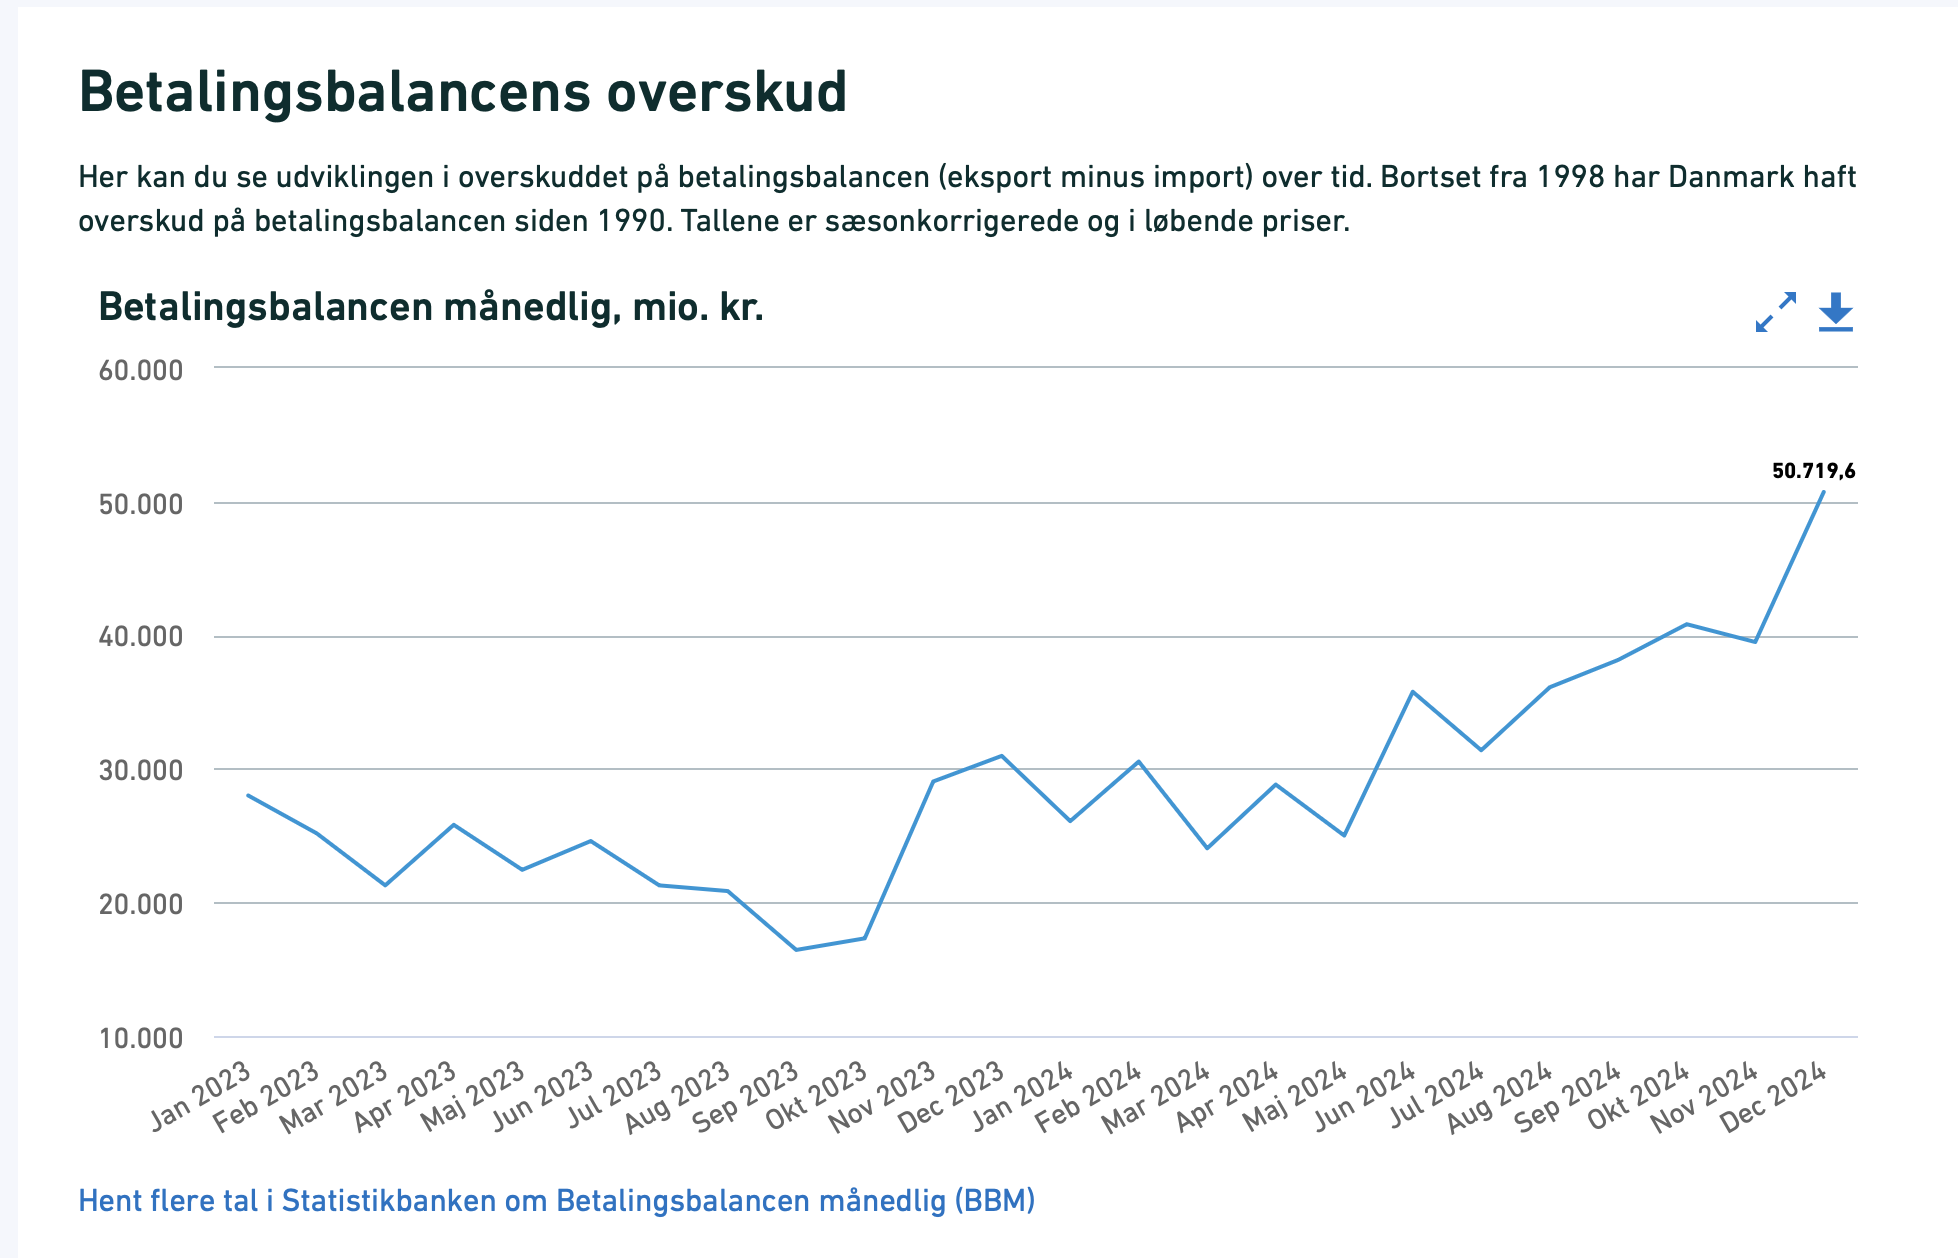 Betalingsbalancens overskud
Her kan du se udviklingen i overskuddet på betalingsbalancen (eksport minus import) over tid. Bortset fra 1998 har Danmark haft
overskud på betalingsbalancen siden 1990. Tallene er sæsonkorrigerede og i løbende priser.
Betalingsbalancen månedlig, mio. kr.
60.000
50.719,6
50.000
40.000
30.000
20.000
10.000
Jan 2023
Feb 2023
Mar 2023
Apr 2023
Maj 2023
Jun 2023
Jul 2023
Aug 2023
Sep 2023
Okt 2023
Nov 2023
Dec 2023
Jan 2024
Feb 2024
Mar 2024
Apr 2024
Maj 2024
Jun 2024
Jul 2024
Aug 2024
Sep 2024
Okt 2024
Nov 2024
Dec 2024
Hent flere tal i Statistikbanken om Betalingsbalancen månedlig (BBM)